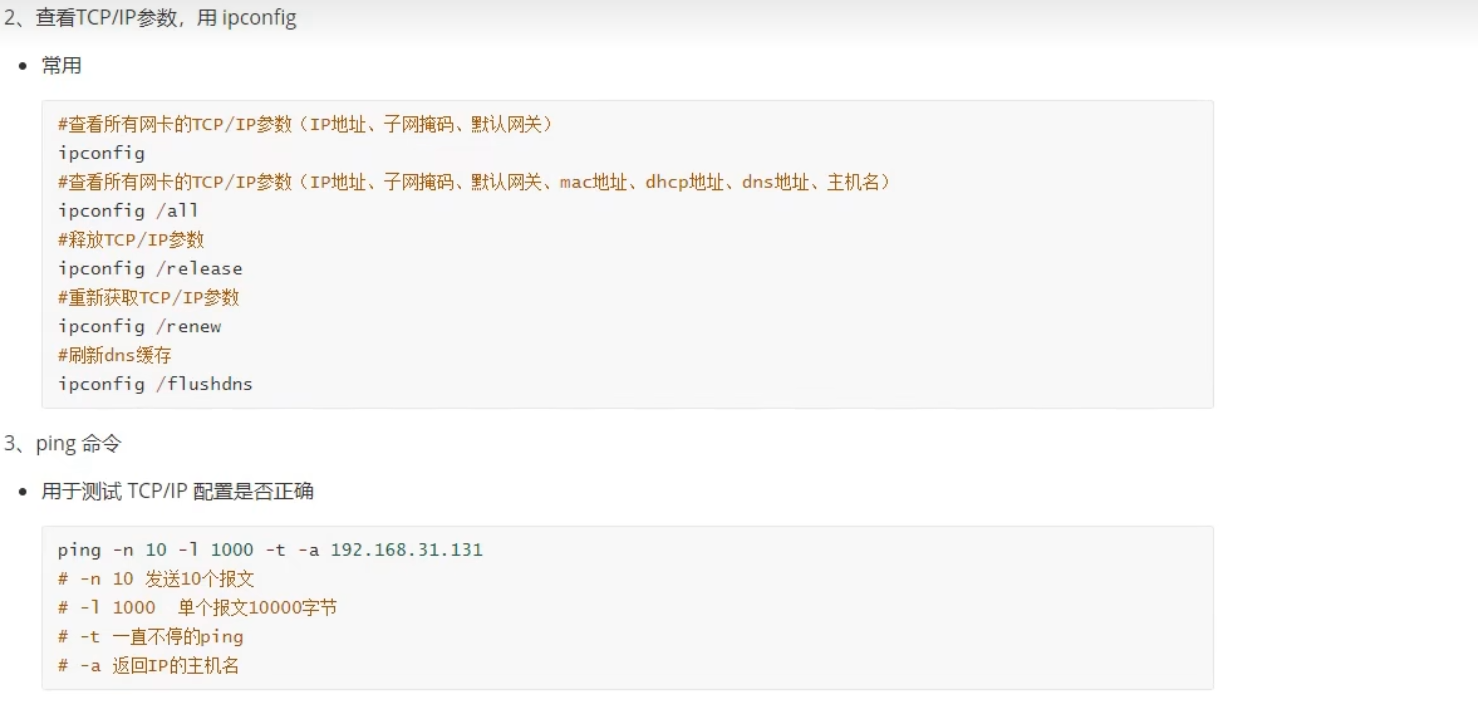 2、查看TCP/IP参数，用 ipconfig
• 常用
#查看所有网卡的TCP/IP参数（IP地址、子网掩码、默认网关）
ipconfig
#查看所有网卡的TCP/IP参数（IP地址、子网掩码、默认网关、mac地址、dhcp地址、dns地址、主机名）
ipconfig /all
#释放TCP/IP参数
ipconfig /release
#重新获取TCP/IP参数
ipconfig /renew
#刷新dns缓存
ipconfig /flushdns
3、ping 命令
• 用于测试 TCP/IP 配置是否正确
ping -n 10 -l 1000 -t -a 192.168.31.131
# -n 10 发送10个报文
# -l 1000  单个报文10000字节
# -t 一直不停的ping
# -a 返回IP的主机名